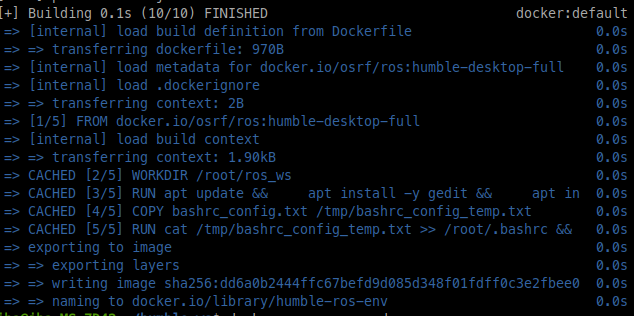 [+] Building 0.1s (10/10) FINISHED docker:default
=> [internal] load build definition from Dockerfile 0.0s
=> => transferring dockerfile: 970B 0.0s
=> [internal] load metadata for docker.io/osrf/ros:humble-desktop-full 0.0s
=> [internal] load .dockerignore 0.0s
=> => transferring context: 2B 0.0s
=> [1/5] FROM docker.io/osrf/ros:humble-desktop-full 0.0s
=> [internal] load build context 0.0s
=> => transferring context: 1.90kB 0.0s
=> CACHED [2/5] WORKDIR /root/ros_ws 0.0s
=> CACHED [3/5] RUN apt update && apt install -y gedit && apt in 0.0s
=> CACHED [4/5] COPY bashrc_config.txt /tmp/bashrc_config_temp.txt 0.0s
=> CACHED [5/5] RUN cat /tmp/bashrc_config_temp.txt >> /root/.bashrc && 0.0s
=> exporting to image 0.0s
=> => exporting layers 0.0s
=> => writing image sha256:dd6a0b2444ffc67befd9d085d348f01fdff0c3e2fbee0 0.0s
=> => naming to docker.io/library/humble-ros-env 0.0s